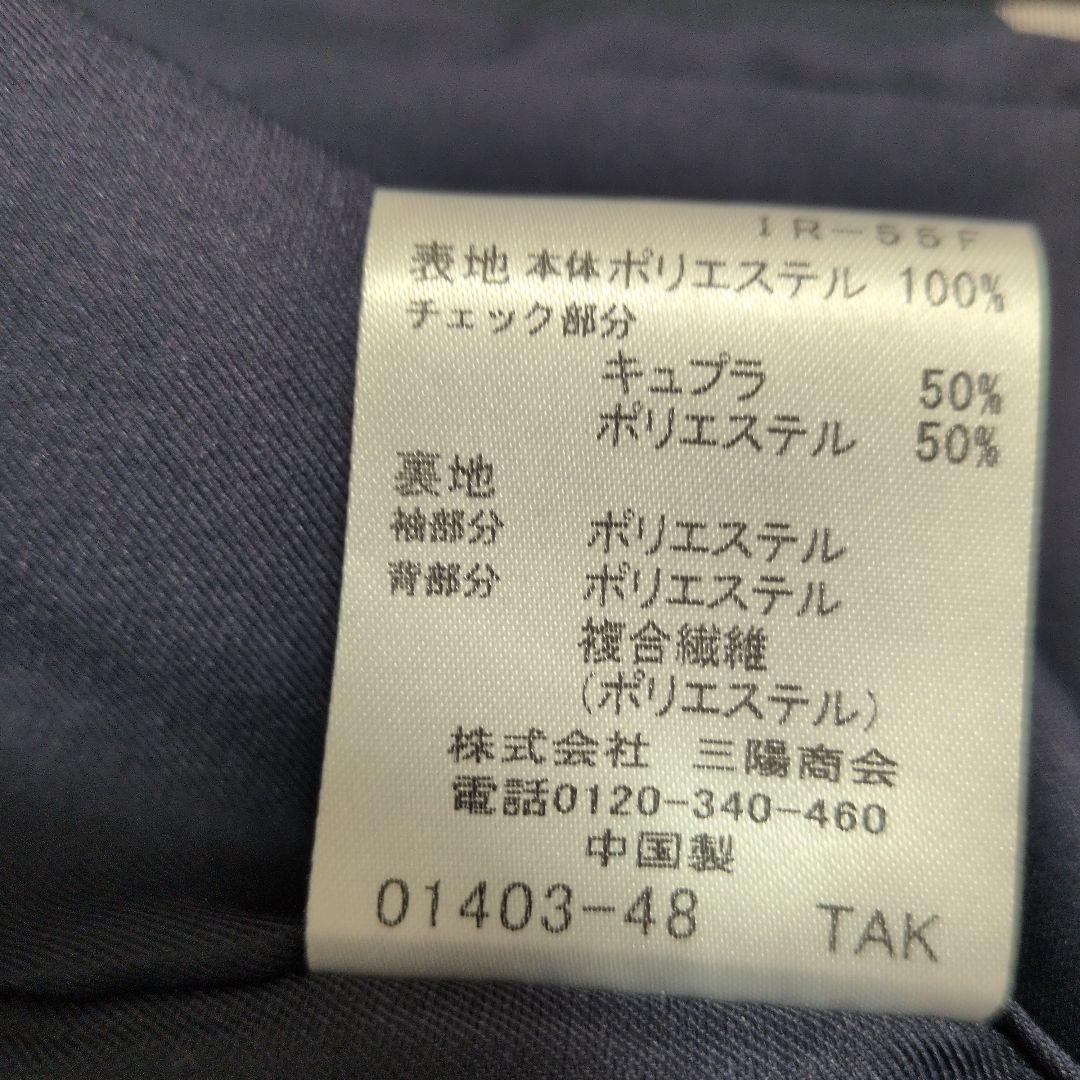 IR-55F
表地 本体ポリエステル 100%
チェック部分
キュプラ 50%
ポリエステル 50%
裏地
袖部分 ポリエステル
背部分 ポリエステル
複合繊維
(ポリエステル)
株式会社 三陽商会
電話0120-340-460
中国製
01403-48 TAK